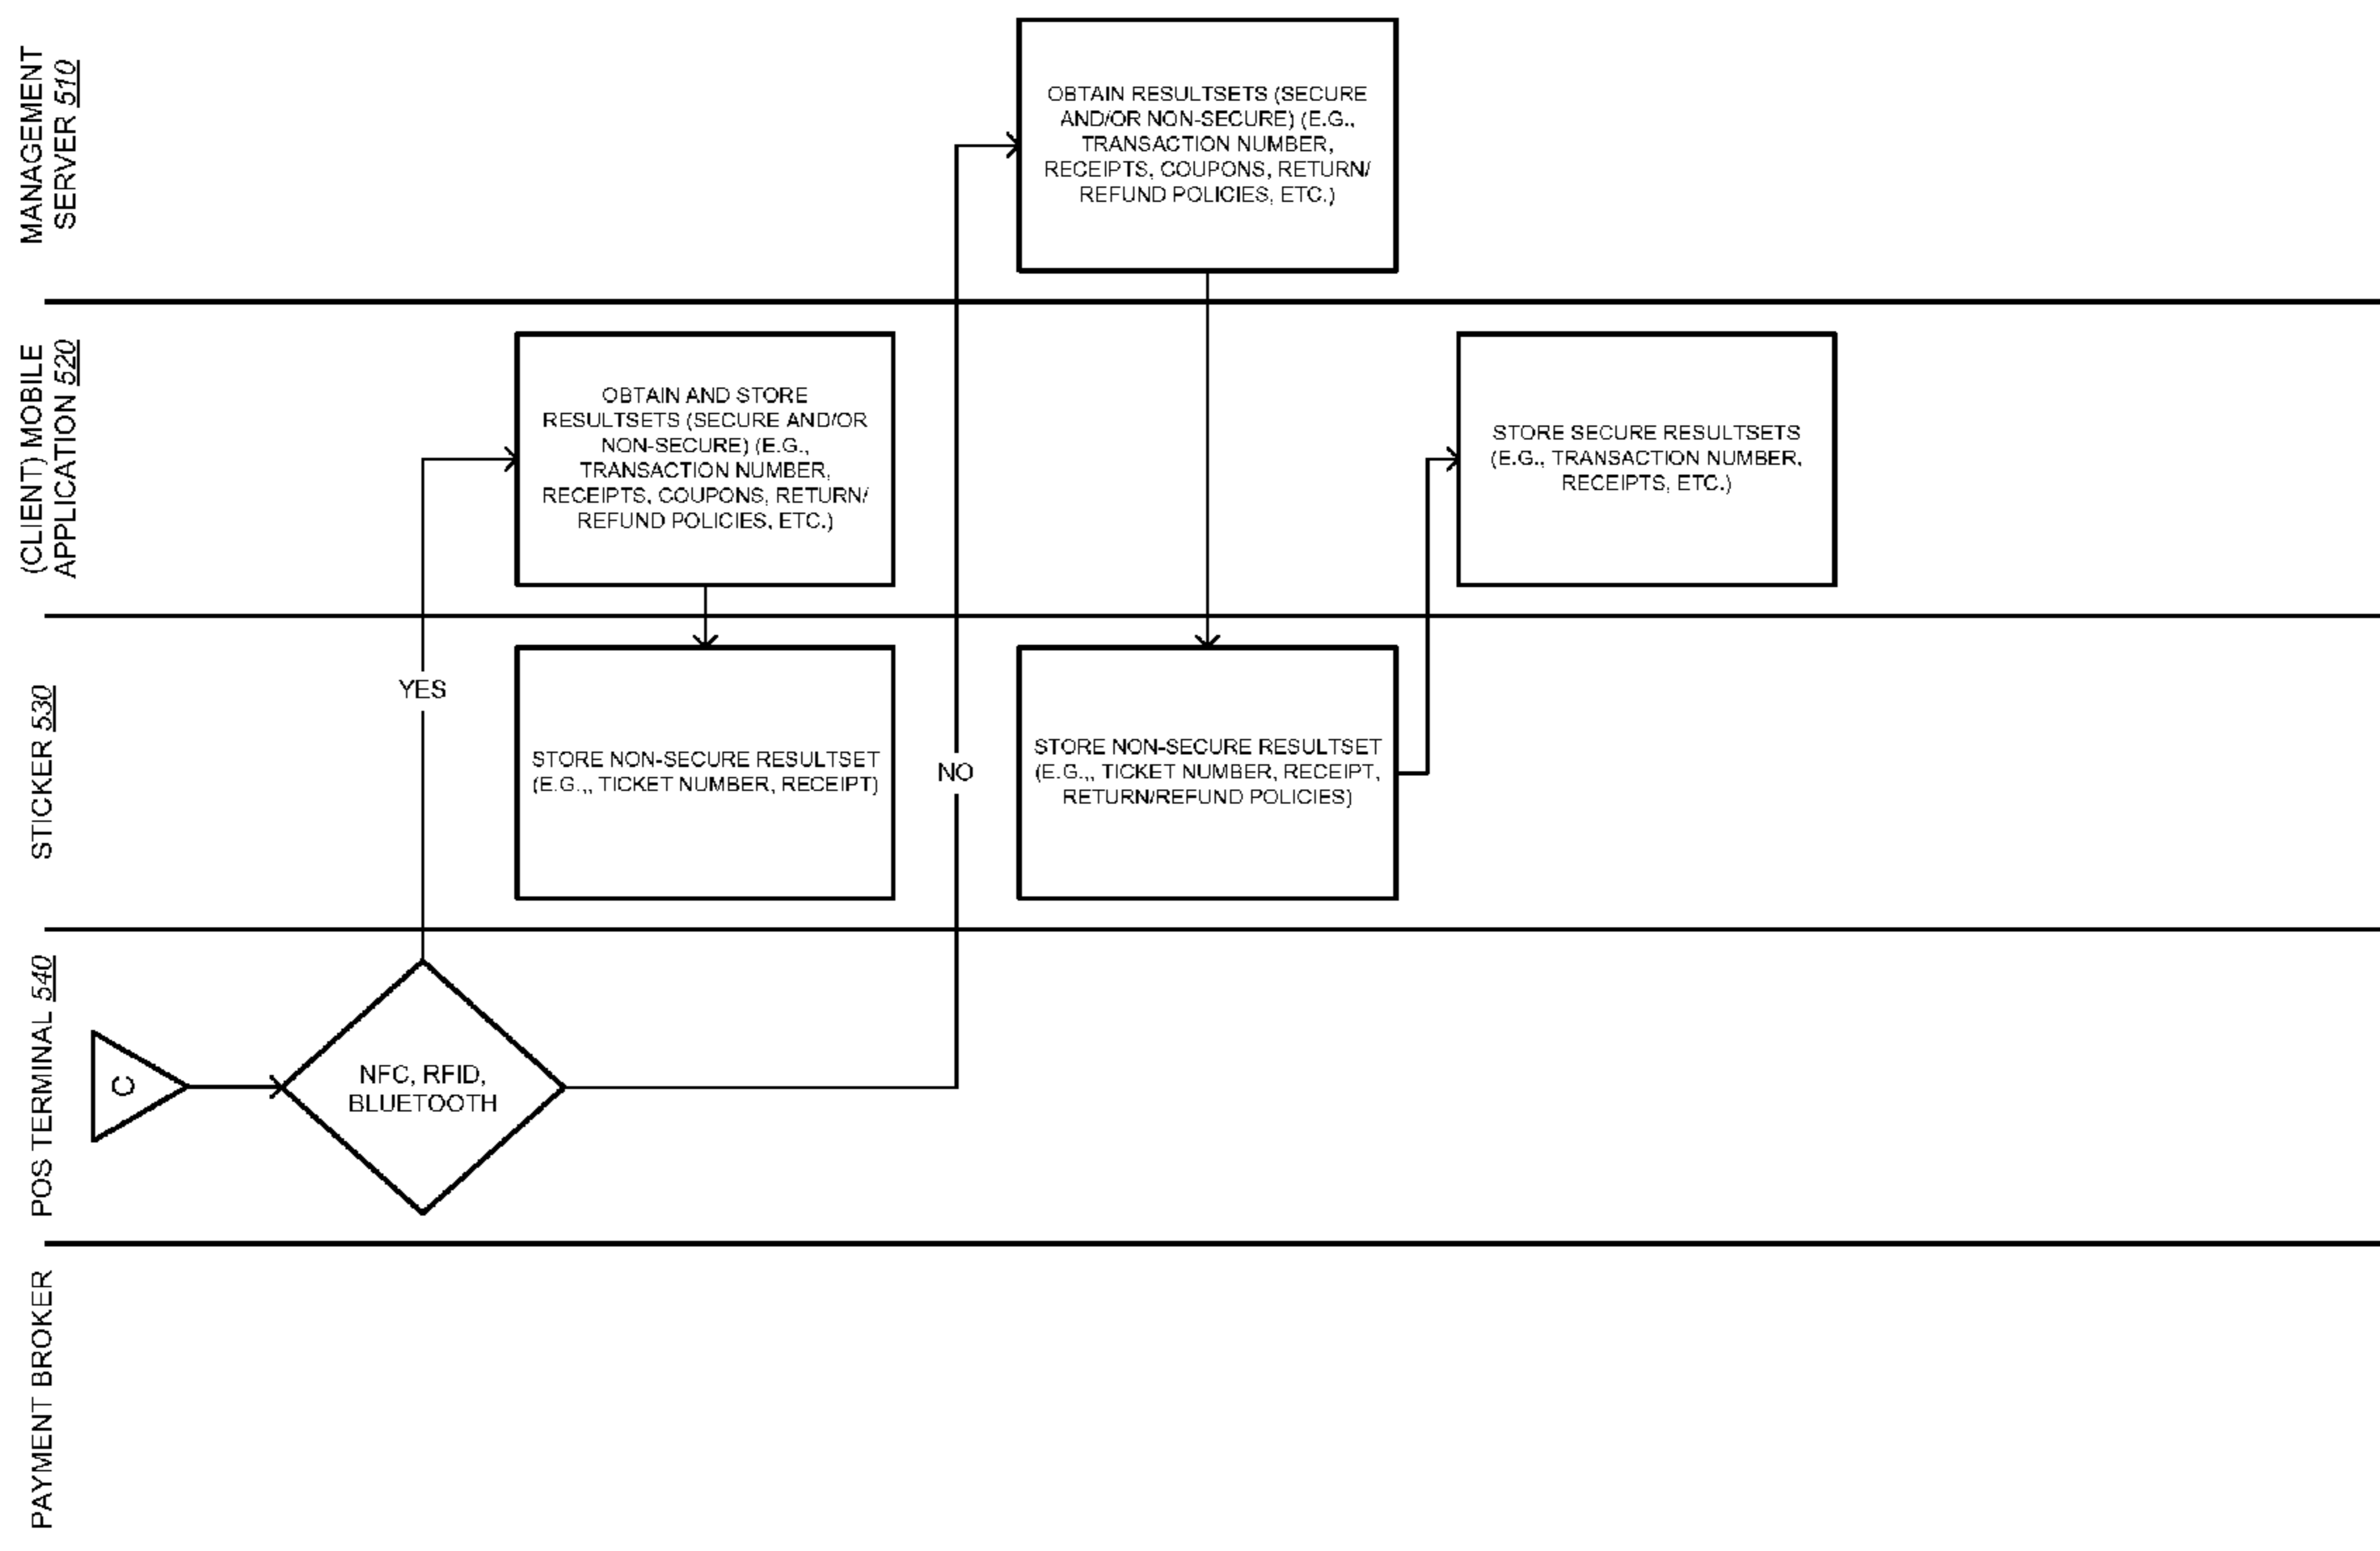 MANAGEMENT
SERVER 510
OBTAIN RESULTSETS (SECURE
AND/OR NON-SECURE) (E.G.,
TRANSACTION NUMBER,
RECEIPTS, COUPONS, RETURN/
REFUND POLICIES, ETC.)
(CLIENT) MOBILE
APPLICATION 520
OBTAIN AND STORE
RESULTSETS (SECURE AND/OR
NON-SECURE) (E.G.,
TRANSACTION NUMBER,
RECEIPTS, COUPONS, RETURN/
REFUND POLICIES, ETC.)
STORE SECURE RESULTSETS
(E.G., TRANSACTION NUMBER,
RECEIPTS, ETC.)
STICKER 530
YES
STORE NON-SECURE RESULTSET
(E.G.,, TICKET NUMBER, RECEIPT)
NO
STORE NON-SECURE RESULTSET
(E.G.,, TICKET NUMBER, RECEIPT,
RETURN/REFUND POLICIES)
POS TERMINAL 540
C
NFC, RFID,
BLUETOOTH
PAYMENT BROKER